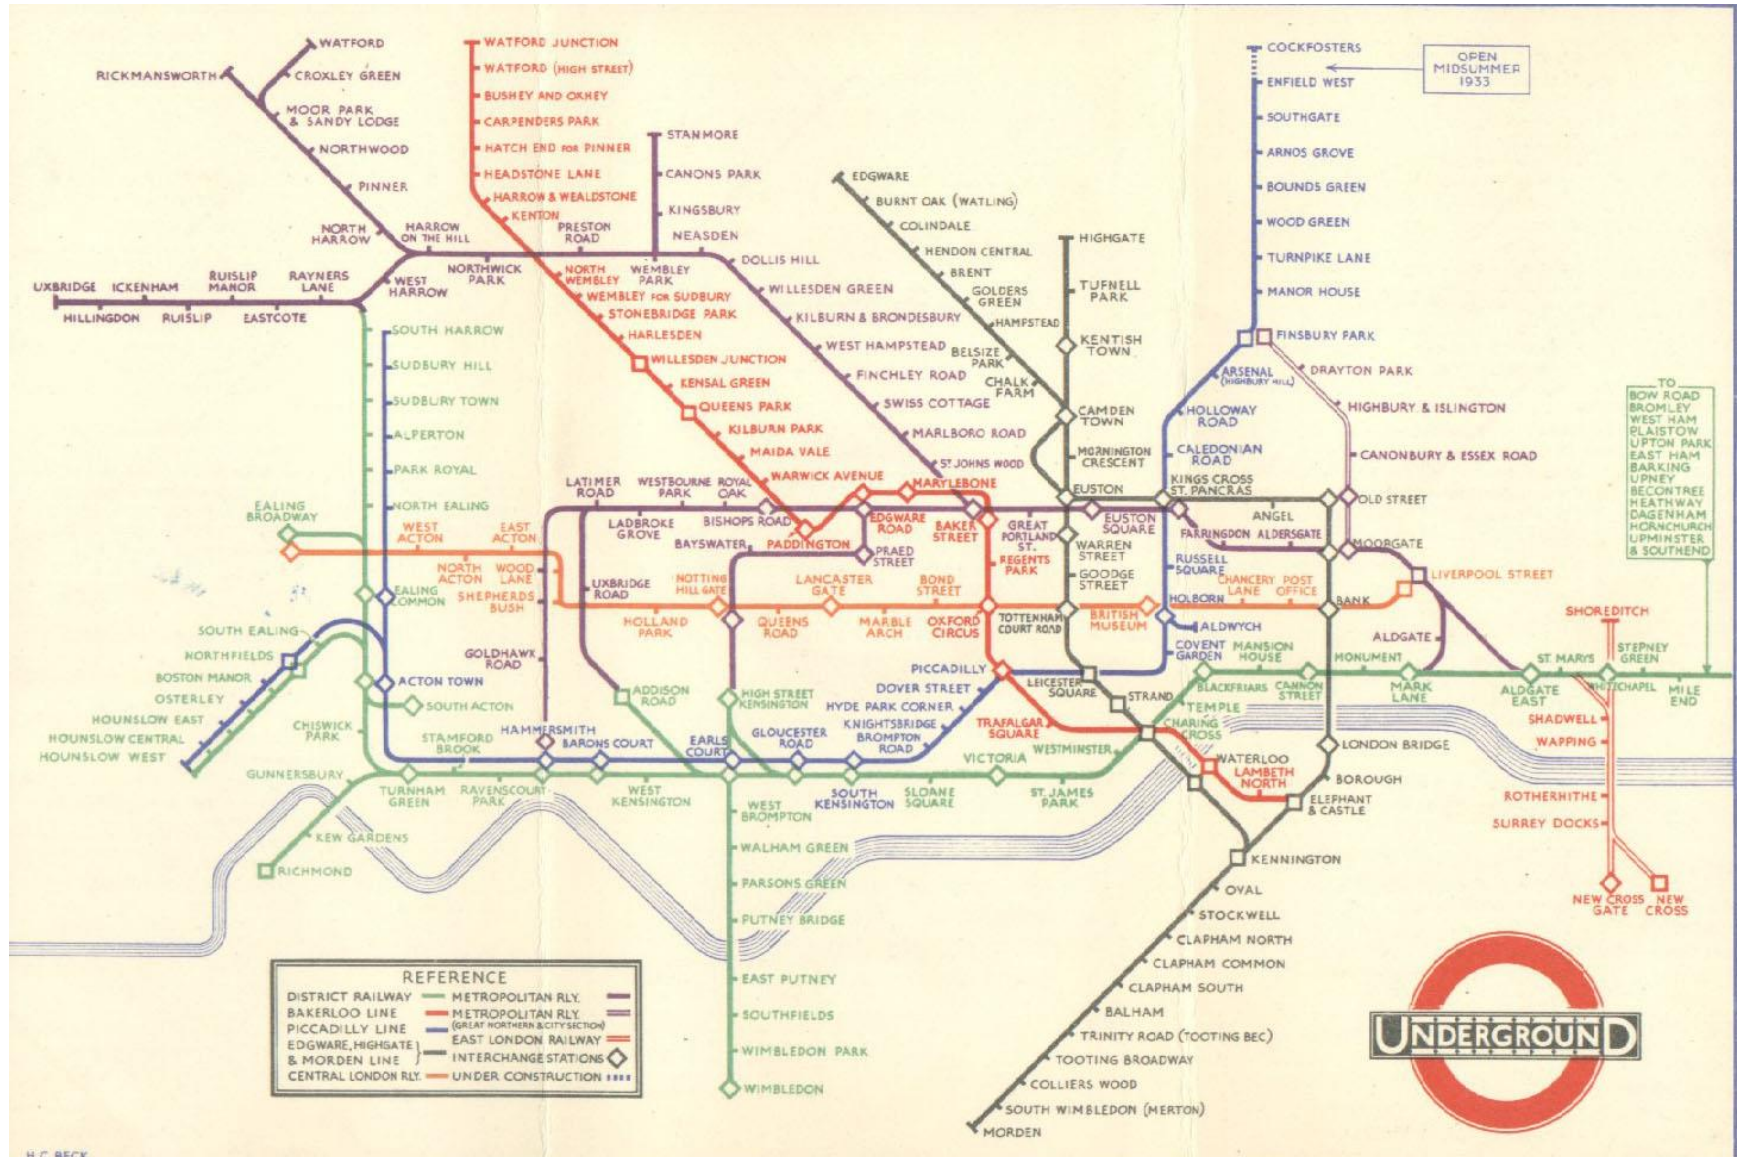 WATFORD
CROXLEY GREEN
RICKMANSWORTH
MOOR PARK
& SANDY LODGE
NORTHWOOD
PINNER
NORTH
HARROW
HARROW
ON THE HILL
NORTHWICK
PARK
PRESTON
ROAD
WEMBLEY
PARK
STANMORE
CANONS PARK
KINGSBURY
NEASDEN
DOLLIS HILL
WILLESDEN GREEN
KILBURN & BRONDESBURY
WEST HAMPSTEAD
FINCHLEY ROAD
SWISS COTTAGE
MARLBORO ROAD
ST JOHNS WOOD
UXBRIDGE
HILLINGDON
ICKENHAM
RUISLIP
RUISLIP
MANOR
EASTCOTE
RAYNERS
LANE
WEST
HARROW
WATFORD JUNCTION
WATFORD (HIGH STREET)
BUSHEY AND OXHEY
CARPENDERS PARK
HATCH END FOR PINNER
HEADSTONE LANE
HARROW & WEALDSTONE
KENTON
NORTH
WEMBLEY
WEMBLEY FOR SUDBURY
STONEBRIDGE PARK
HARLESDEN
WILLESDEN JUNCTION
KENSAL GREEN
QUEENS PARK
KILBURN PARK
MAIDA VALE
WARWICK AVENUE
PADDINGTON
EDGWARE
ROAD
MARYLEBONE
BAKER
STREET
REGENTS
PARK
OXFORD
CIRCUS
PICCADILLY
TRAFALGAR
SQUARE
CHARING
CROSS
WATERLOO
LAMBETH
NORTH
ELEPHANT
& CASTLE
EDGWARE
BURNT OAK (WATLING)
COLINDALE
HENDON CENTRAL
BRENT
GOLDERS
GREEN
HAMPSTEAD
BELSIZE
PARK
CHALK
FARM
HIGHGATE
TUFNELL
PARK
KENTISH
TOWN
CAMDEN
TOWN
MORNINGTON
CRESCENT
EUSTON
WARREN
STREET
GOODGE
STREET
TOTTENHAM
COURT ROAD
LEICESTER
SQUARE
STRAND
KENNINGTON
OVAL
STOCKWELL
CLAPHAM NORTH
CLAPHAM COMMON
CLAPHAM SOUTH
BALHAM
TRINITY ROAD (TOOTING BEC)
TOOTING BROADWAY
COLLIERS WOOD
SOUTH WIMBLEDON (MERTON)
MORDEN
ANGEL
OLD STREET
MOORGATE
BANK
LONDON BRIDGE
BOROUGH
COCKFOSTERS
OPEN
MIDSUMMER
1933
ENFIELD WEST
SOUTHGATE
ARNOS GROVE
BOUNDS GREEN
WOOD GREEN
TURNPIKE LANE
MANOR HOUSE
FINSBURY PARK
ARSENAL
(HIGHBURY HILL)
HOLLOWAY
ROAD
CALEDONIAN
ROAD
KINGS CROSS
ST. PANCRAS
RUSSELL
SQUARE
HOLBORN
ALDWYCH
COVENT
GARDEN
DRAYTON PARK
HIGHBURY & ISLINGTON
CANONBURY & ESSEX ROAD
TO
BOW ROAD
BROMLEY
WEST HAM
PLAISTOW
UPTON PARK
EAST HAM
BARKING
UPNEY
BECONTREE
HEATHWAY
DAGENHAM
HORNCHURCH
UPMINSTER
& SOUTHEND
SOUTH HARROW
SUDBURY HILL
SUDBURY TOWN
ALPERTON
PARK ROYAL
NORTH EALING
EALING
BROADWAY
EALING
COMMON
WEST
ACTON
NORTH
ACTON
EAST
ACTON
WOOD
LANE
SHEPHERDS
BUSH
HOLLAND
PARK
NOTTING
HILL GATE
QUEENS
ROAD
LANCASTER
GATE
MARBLE
ARCH
BOND
STREET
BRITISH
MUSEUM
CHANCERY
LANE
POST
OFFICE
LIVERPOOL STREET
LATIMER
ROAD
LADBROKE
GROVE
WESTBOURNE
PARK
ROYAL
OAK
BISHOPS ROAD
BAYSWATER
PRAED
STREET
GREAT
PORTLAND
ST.
EUSTON
SQUARE
FARRINGDON
ALDERSGATE
UXBRIDGE
ROAD
GOLDHAWK
ROAD
ADDISON
ROAD
HIGH STREET
KENSINGTON
SOUTH EALING
NORTHFIELDS
BOSTON MANOR
OSTERLEY
HOUNSLOW EAST
HOUNSLOW CENTRAL
HOUNSLOW WEST
ACTON TOWN
SOUTH ACTON
CHISWICK
PARK
GUNNERSBURY
KEW GARDENS
RICHMOND
TURNHAM
GREEN
STAMFORD
BROOK
RAVENSCOURT
PARK
HAMMERSMITH
BARONS COURT
WEST
KENSINGTON
EARLS
COURT
GLOUCESTER
ROAD
SOUTH
KENSINGTON
BROMPTON
ROAD
KNIGHTSBRIDGE
HYDE PARK CORNER
DOVER STREET
SLOANE
SQUARE
VICTORIA
ST. JAMES
PARK
WESTMINSTER
TEMPLE
BLACKFRIARS
MANSION
HOUSE
CANNON
STREET
MONUMENT
MARK
LANE
ALDGATE
ALDGATE
EAST
ST. MARYS
WHITECHAPEL
STEPNEY
GREEN
MILE
END
SHOREDITCH
SHADWELL
WAPPING
ROTHERHITHE
SURREY DOCKS
NEW CROSS
GATE
NEW
CROSS
WEST
BROMPTON
WALHAM GREEN
PARSONS GREEN
PUTNEY BRIDGE
EAST PUTNEY
SOUTHFIELDS
WIMBLEDON PARK
WIMBLEDON
REFERENCE
DISTRICT RAILWAY
BAKERLOO LINE
PICCADILLY LINE
EDGWARE, HIGHGATE
& MORDEN LINE
CENTRAL LONDON RLY.
METROPOLITAN RLY.
METROPOLITAN RLY.
(GREAT NORTHERN & CITY SECTION)
EAST LONDON RAILWAY
INTERCHANGE STATIONS
UNDER CONSTRUCTION
UNDERGROUND
H.C. BECK